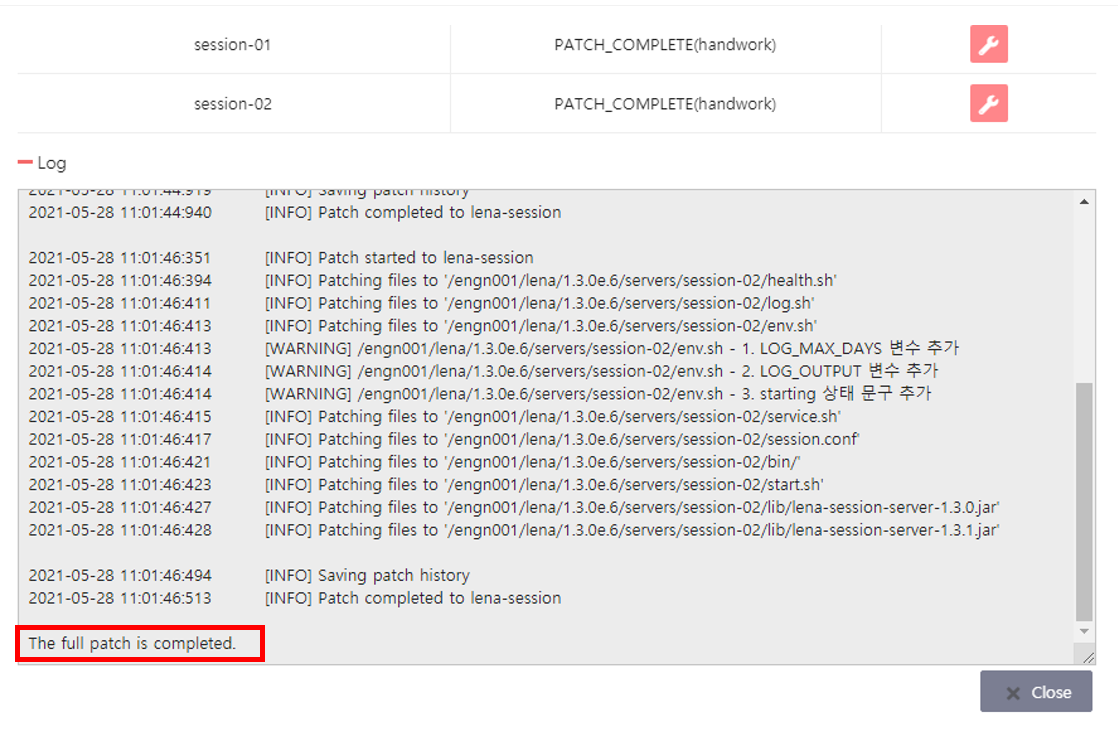 session-01 PATCH_COMPLETE(handwork)
session-02 PATCH_COMPLETE(handwork)
Log
2021-05-28 11:01:44:919 [INFO] Saving patch history
2021-05-28 11:01:44:940 [INFO] Patch completed to lena-session
2021-05-28 11:01:46:351 [INFO] Patch started to lena-session
2021-05-28 11:01:46:394 [INFO] Patching files to '/engn001/lena/1.3.0e.6/servers/session-02/health.sh'
2021-05-28 11:01:46:411 [INFO] Patching files to '/engn001/lena/1.3.0e.6/servers/session-02/log.sh'
2021-05-28 11:01:46:413 [INFO] Patching files to '/engn001/lena/1.3.0e.6/servers/session-02/env.sh'
2021-05-28 11:01:46:413 [WARNING] /engn001/lena/1.3.0e.6/servers/session-02/env.sh - 1. LOG_MAX_DAYS 변수 추가
2021-05-28 11:01:46:414 [WARNING] /engn001/lena/1.3.0e.6/servers/session-02/env.sh - 2. LOG_OUTPUT 변수 추가
2021-05-28 11:01:46:414 [WARNING] /engn001/lena/1.3.0e.6/servers/session-02/env.sh - 3. starting 상태 문구 추가
2021-05-28 11:01:46:415 [INFO] Patching files to '/engn001/lena/1.3.0e.6/servers/session-02/service.sh'
2021-05-28 11:01:46:417 [INFO] Patching files to '/engn001/lena/1.3.0e.6/servers/session-02/session.conf'
2021-05-28 11:01:46:421 [INFO] Patching files to '/engn001/lena/1.3.0e.6/servers/session-02/bin/'
2021-05-28 11:01:46:423 [INFO] Patching files to '/engn001/lena/1.3.0e.6/servers/session-02/start.sh'
2021-05-28 11:01:46:427 [INFO] Patching files to '/engn001/lena/1.3.0e.6/servers/session-02/lib/lena-session-server-1.3.0.jar'
2021-05-28 11:01:46:428 [INFO] Patching files to '/engn001/lena/1.3.0e.6/servers/session-02/lib/lena-session-server-1.3.1.jar'
2021-05-28 11:01:46:494 [INFO] Saving patch history
2021-05-28 11:01:46:513 [INFO] Patch completed to lena-session
The full patch is completed.
Close